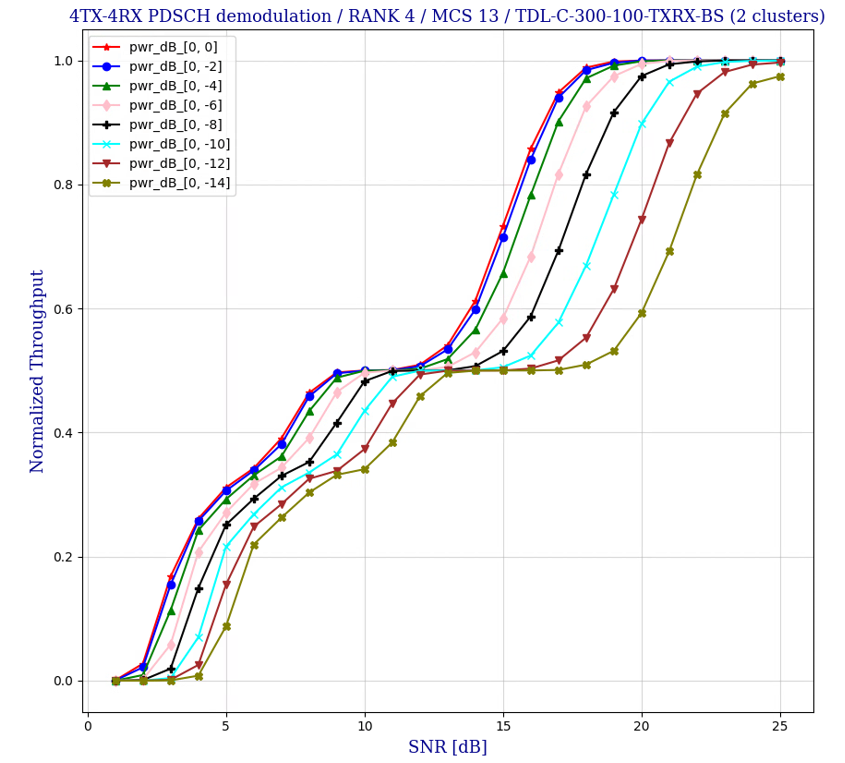 4TX-4RX PDSCH demodulation / RANK 4 / MCS 13 / TDL-C-300-100-TXRX-BS (2 clusters)
pwr_dB_[0, 0]
pwr_dB_[0, -2]
pwr_dB_[0, -4]
pwr_dB_[0, -6]
pwr_dB_[0, -8]
pwr_dB_[0, -10]
pwr_dB_[0, -12]
pwr_dB_[0, -14]
Normalized Throughput
1.0
0.8
0.6
0.4
0.2
0.0
0 5 10 15 20 25
SNR [dB]